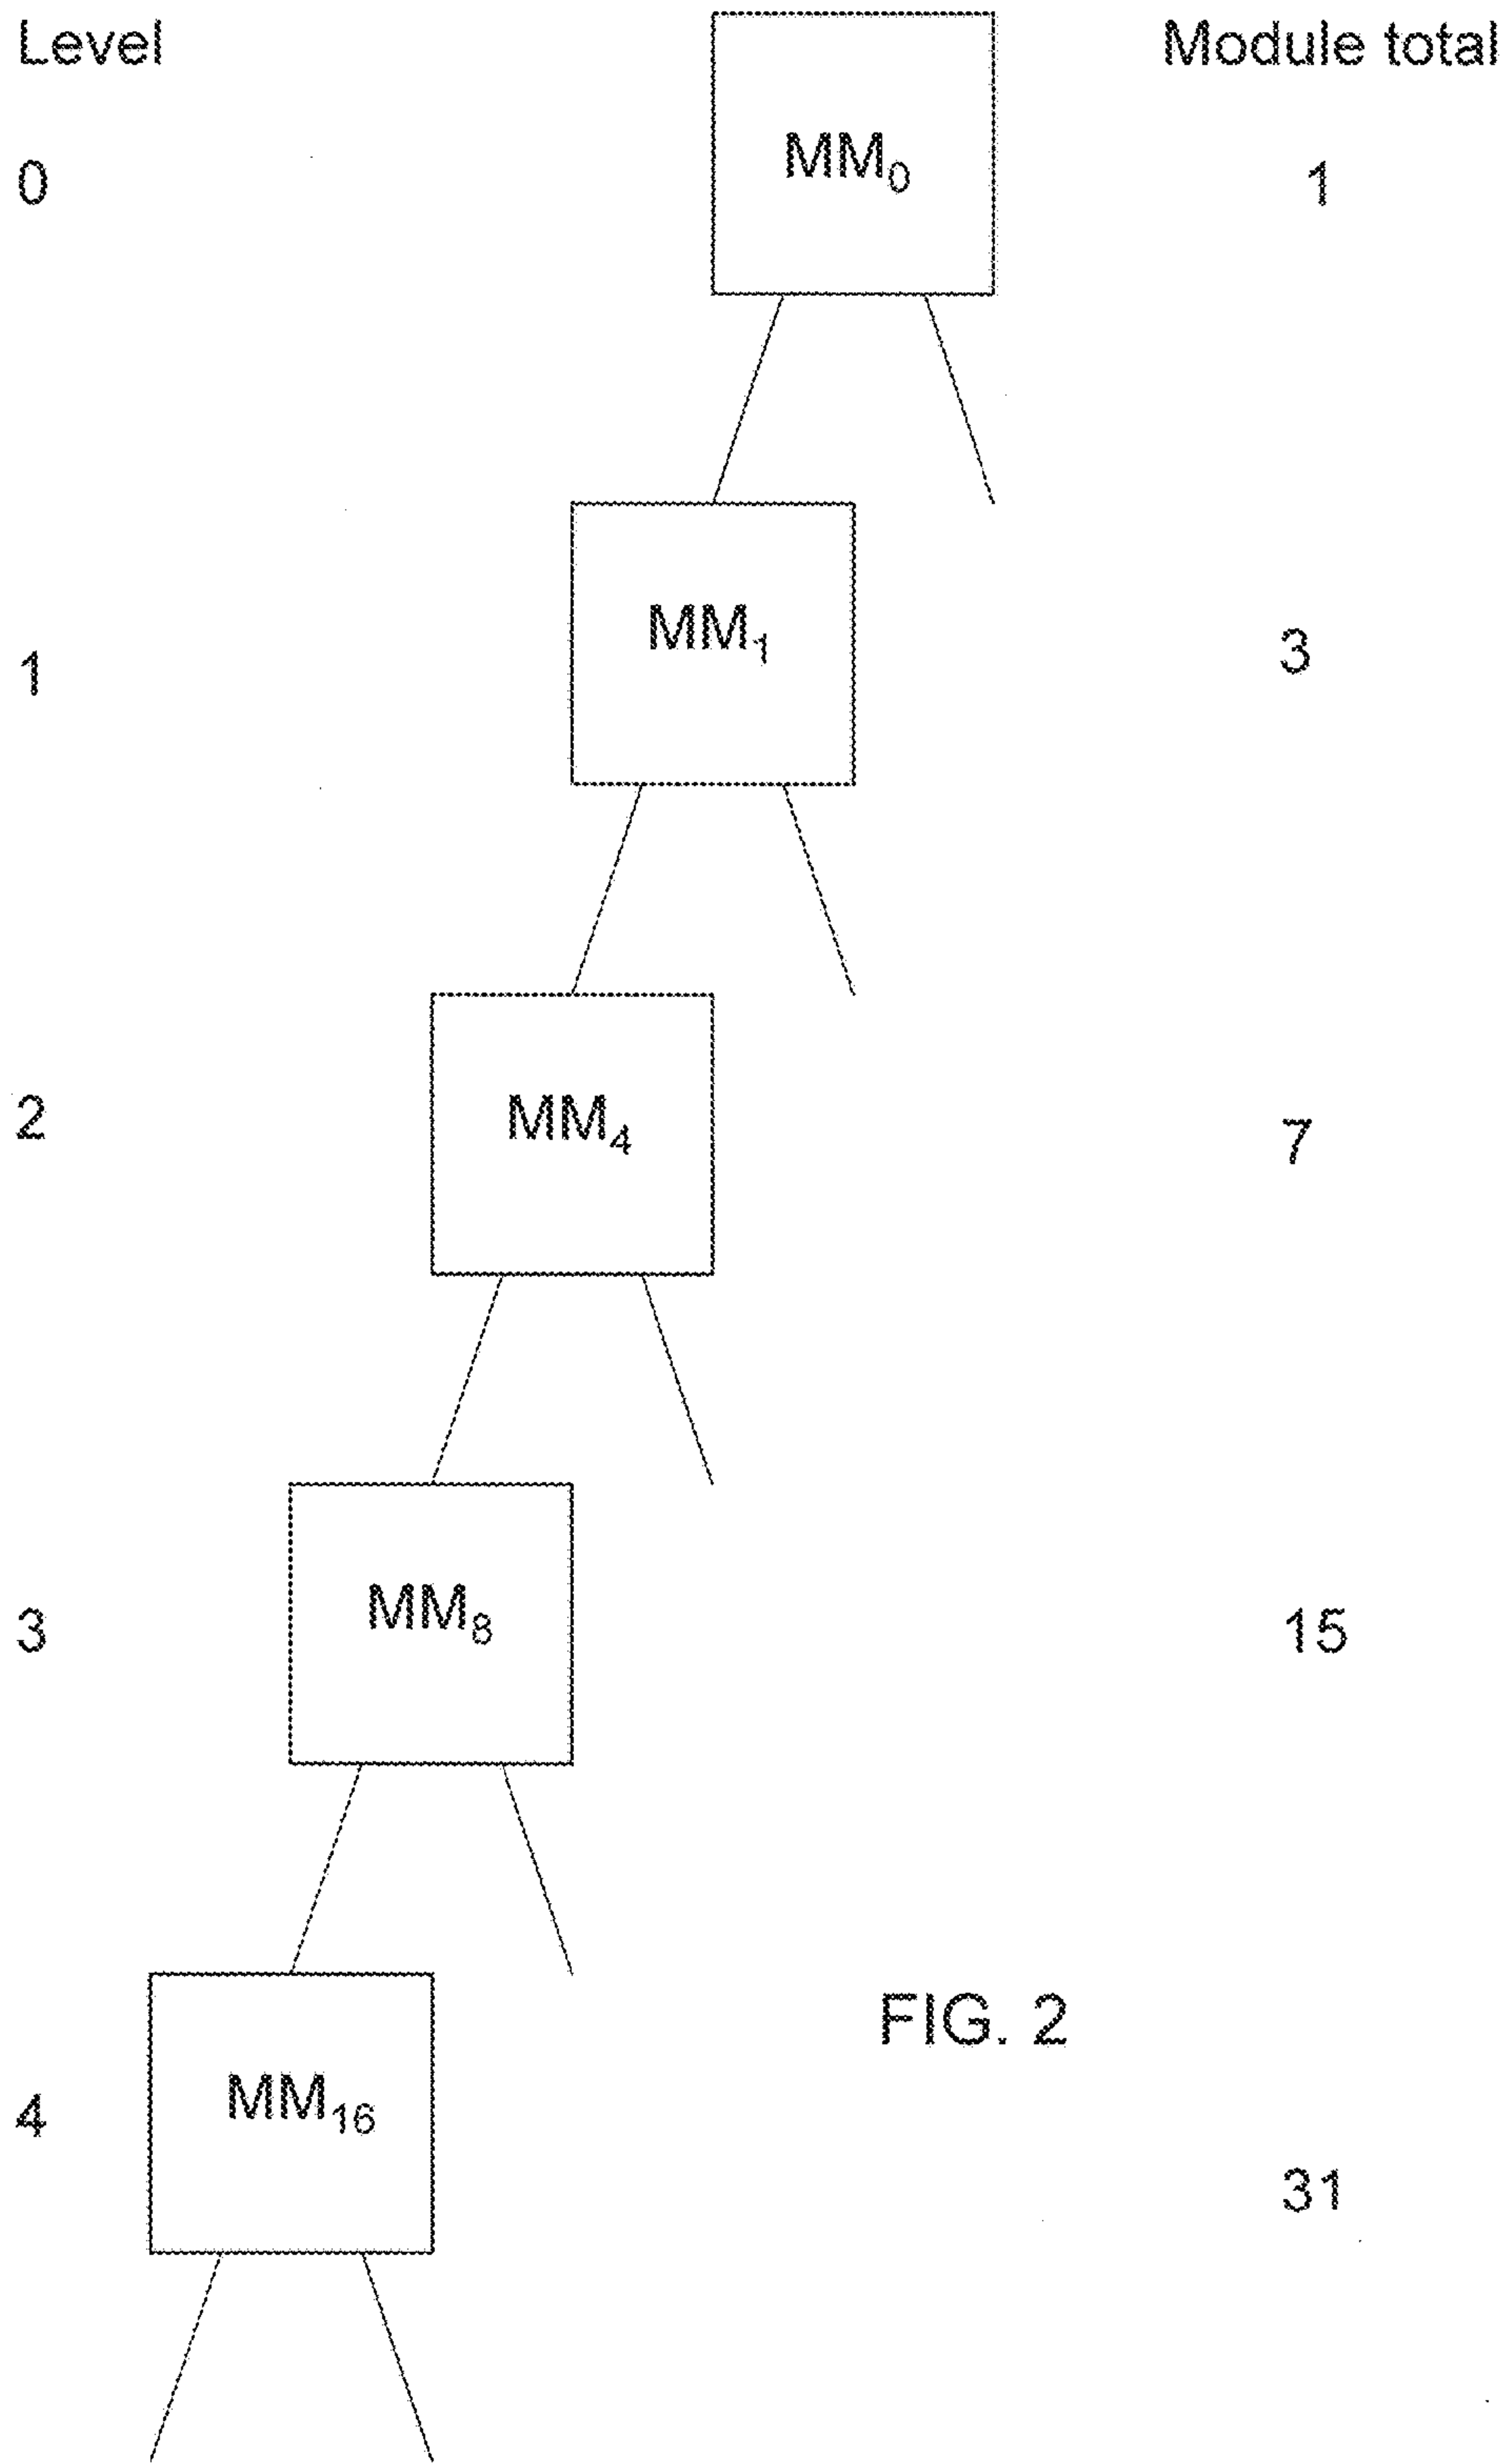 Level Module total
0 MM₀ 1
1 MM₁ 3
2 MM₄ 7
3 MM₈ 15
FIG. 2
4 MM₁₆ 31